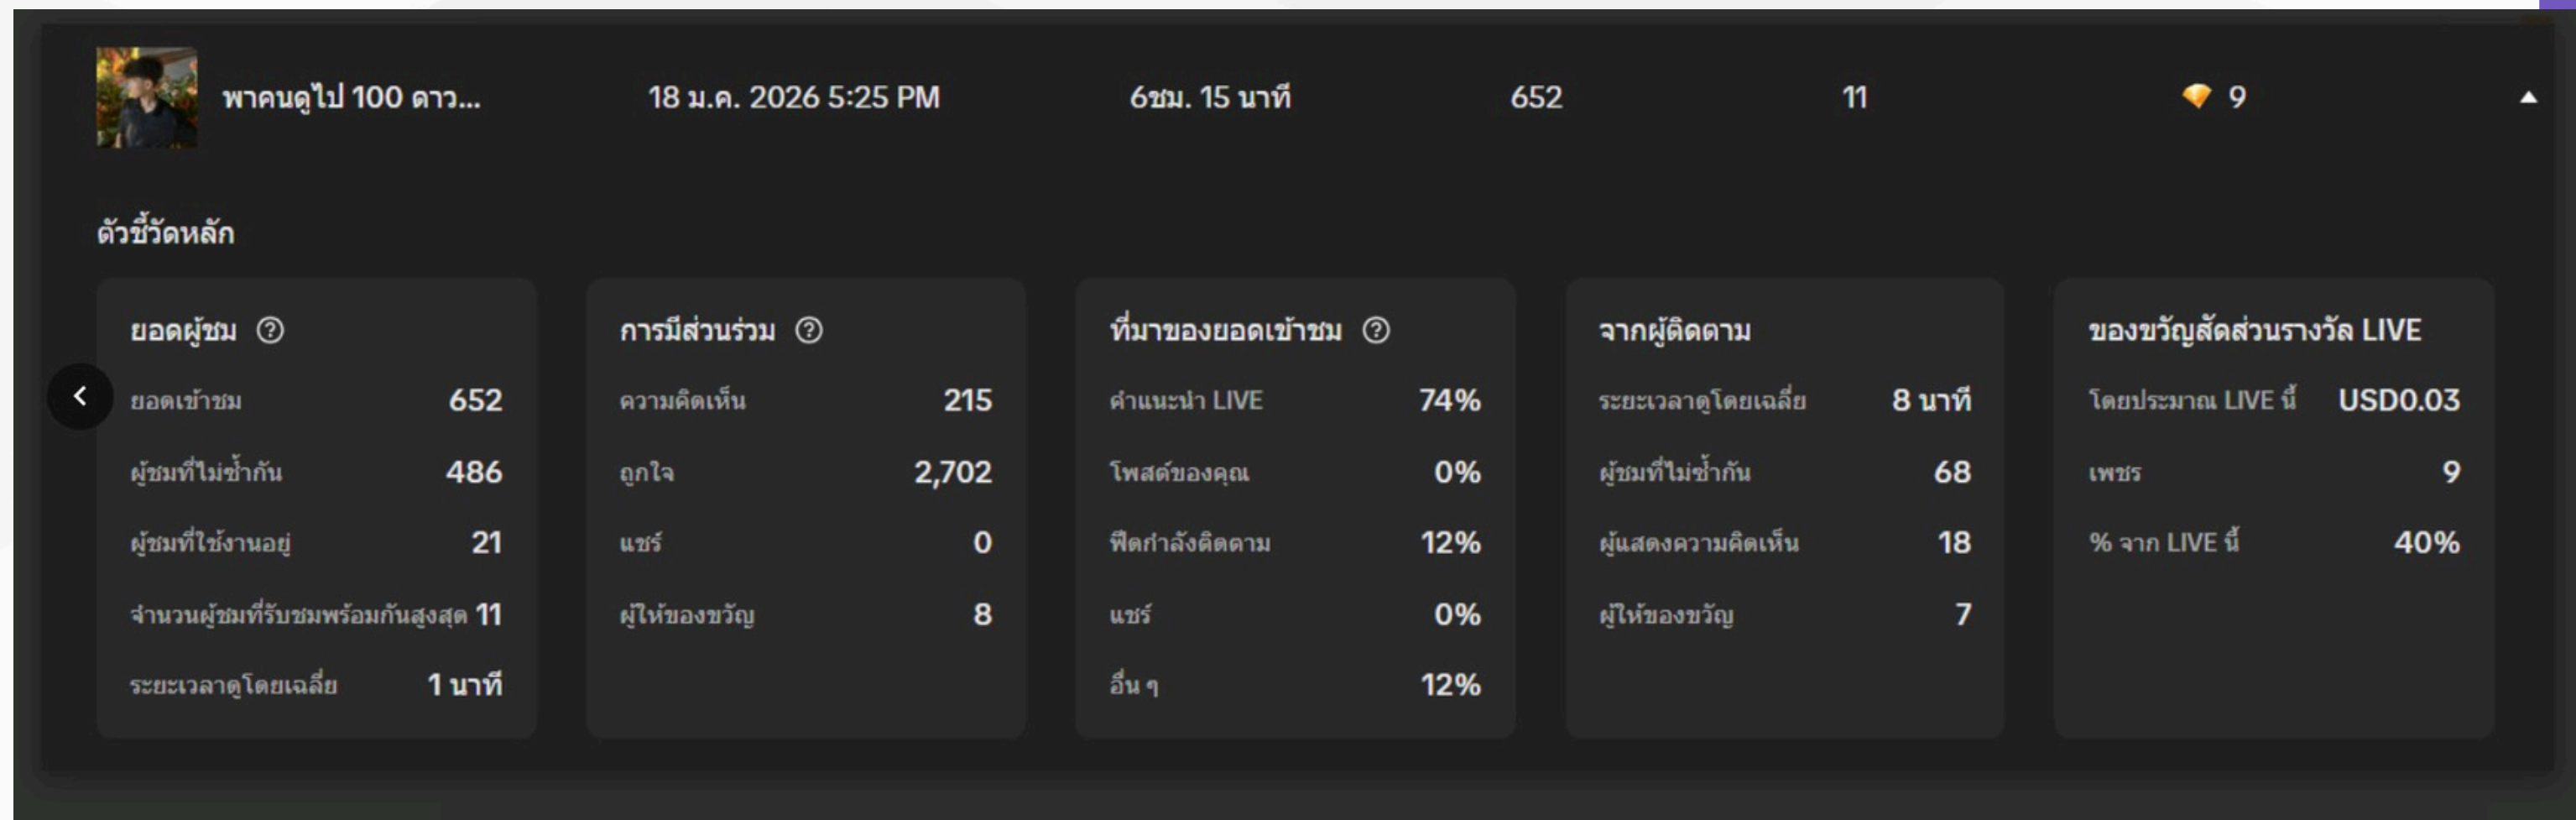 พาคนดูไป 100 ดาว... 18 ม.ค. 2026 5:25 PM 6ชม. 15 นาที 652 11 9
ตัวชี้วัดหลัก
ยอดผู้ชม
ยอดเข้าชม 652
ผู้ชมที่ไม่ซ้ำกัน 486
ผู้ชมที่ใช้งานอยู่ 21
จำนวนผู้ชมที่รับชมพร้อมกันสูงสุด 11
ระยะเวลาดูโดยเฉลี่ย 1 นาที
การมีส่วนร่วม
ความคิดเห็น 215
ถูกใจ 2,702
แชร์ 0
ผู้ให้ของขวัญ 8
ที่มาของยอดเข้าชม
คำแนะนำ LIVE 74%
โพสต์ของคุณ 0%
ฟีดกำลังติดตาม 12%
แชร์ 0%
อื่น ๆ 12%
จากผู้ติดตาม
ระยะเวลาดูโดยเฉลี่ย 8 นาที
ผู้ชมที่ไม่ซ้ำกัน 68
ผู้แสดงความคิดเห็น 18
ผู้ให้ของขวัญ 7
ของขวัญสัดส่วนรางวัล LIVE
โดยประมาณ LIVE นี้ USD0.03
เพชร 9
% จาก LIVE นี้ 40%